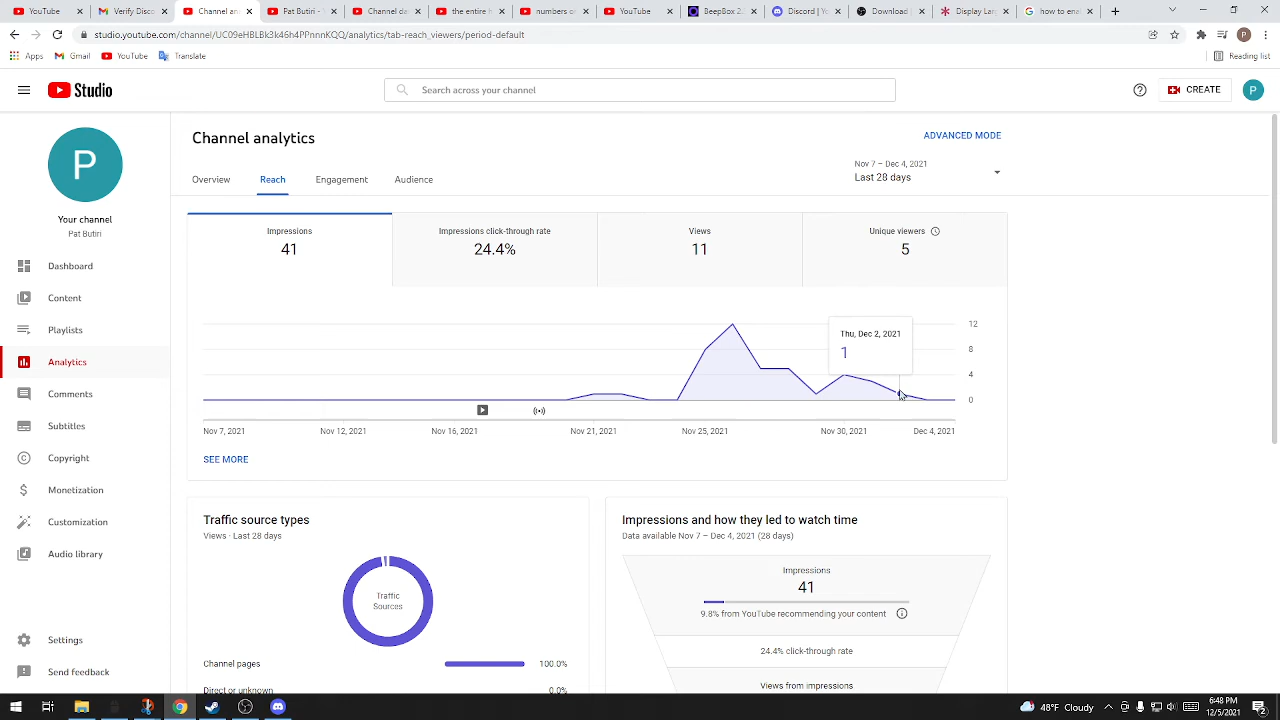 YouTube
Verify Disco
Channel anal
Pat Butiri -
Channel das
the entire h
numbers on
YouTube
BeepBox 2.
Discord | Yo
Downloads
Display Larg
how to enab
studio.youtube.com/channel/UC09eHBLBk3k46h4PPnnnKQQ/analytics/tab-reach_viewers/period-default
P
Apps
Gmail
YouTube
Translate
Reading list
Studio
Search across your channel
CREATE
P
P
Your channel
Pat Butiri
Dashboard
Content
Playlists
Analytics
Comments
Subtitles
Copyright
Monetization
Customization
Audio library
Settings
Send feedback
Channel analytics
ADVANCED MODE
Overview
Reach
Engagement
Audience
Nov 7 – Dec 4, 2021
Last 28 days
Impressions
41
Impressions click-through rate
24.4%
Views
11
Unique viewers
5
Thu, Dec 2, 2021
1
12
8
4
0
Nov 7, 2021
Nov 12, 2021
Nov 16, 2021
Nov 21, 2021
Nov 25, 2021
Nov 30, 2021
Dec 4, 2021
SEE MORE
Traffic source types
Views · Last 28 days
Traffic
Sources
Channel pages
100.0%
Direct or unknown
0.0%
Impressions and how they led to watch time
Data available Nov 7 – Dec 4, 2021 (28 days)
Impressions
41
9.8% from YouTube recommending your content
24.4% click-through rate
Views from impressions
48°F Cloudy
6:48 PM
12/5/2021